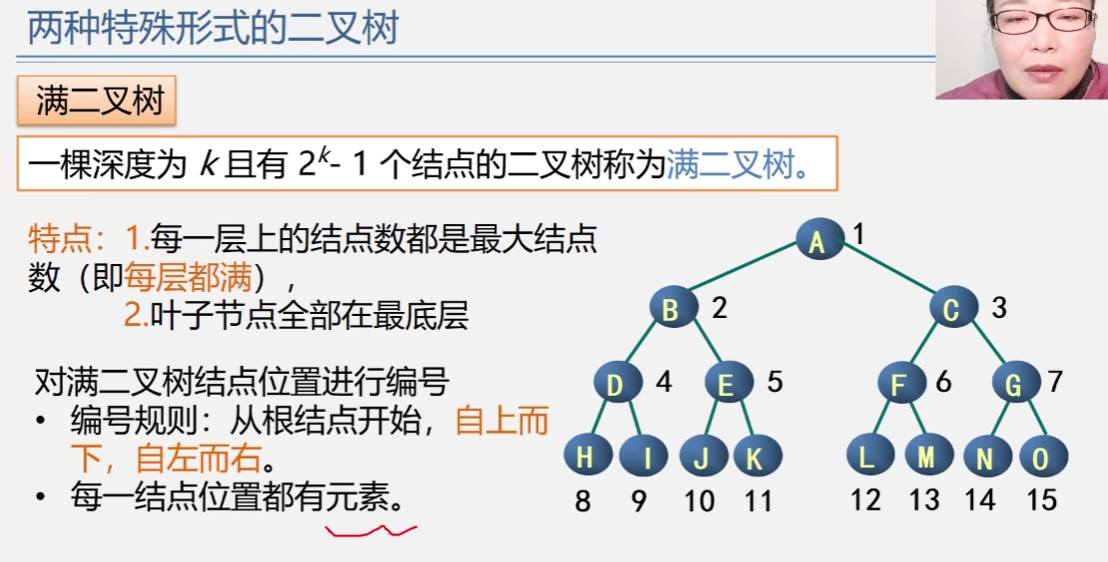 两种特殊形式的二叉树
满二叉树
一棵深度为 k 且有 2ᵏ- 1 个结点的二叉树称为满二叉树。
特点：1.每一层上的结点数都是最大结点
数（即每层都满），
2.叶子节点全部在最底层
对满二叉树结点位置进行编号
• 编号规则：从根结点开始，自上而
下，自左而右。
• 每一结点位置都有元素。
A 1
B 2 C 3
D 4 E 5 F 6 G 7
H I J K L M N O
8 9 10 11 12 13 14 15